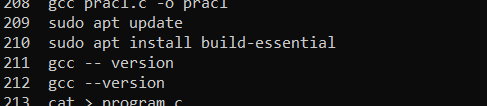 208 gcc prac1.c -o prac1
209 sudo apt update
210 sudo apt install build-essential
211 gcc -- version
212 gcc --version
213 cat > program.c